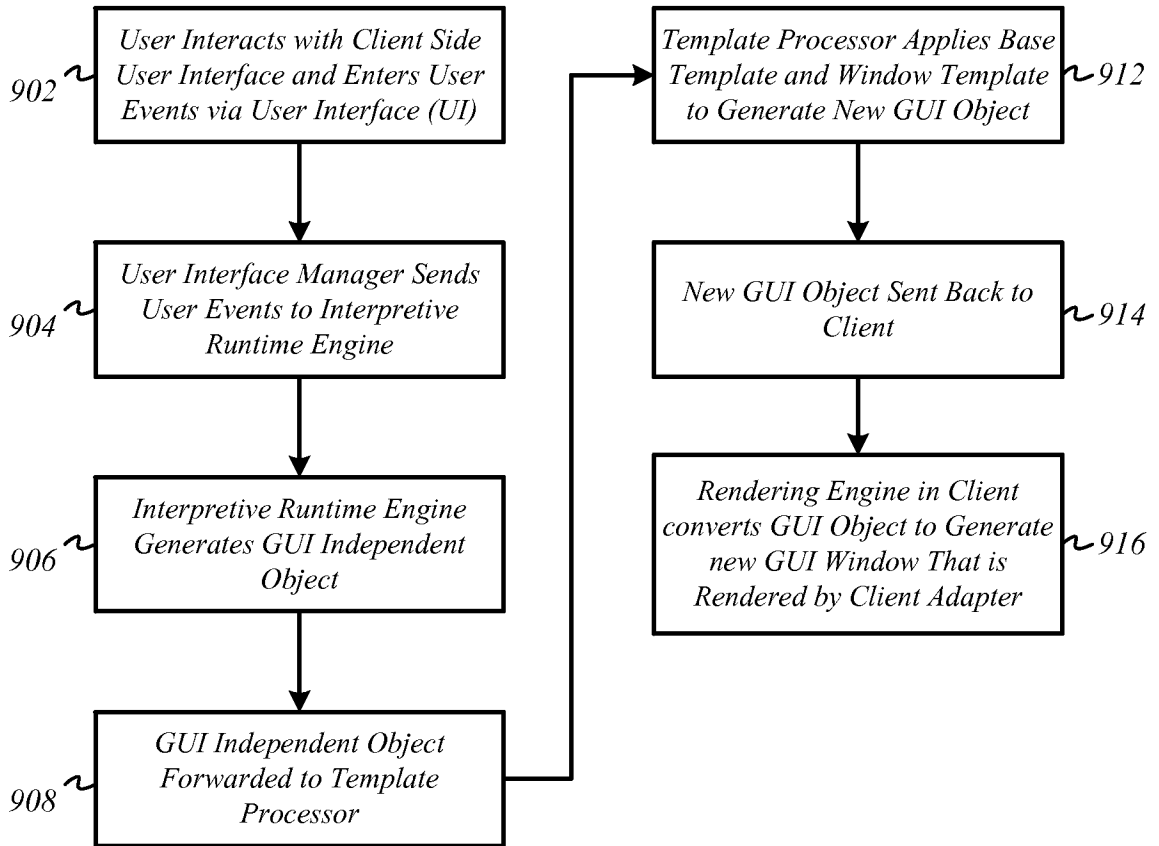 902
User Interacts with Client Side
User Interface and Enters User
Events via User Interface (UI)
904
User Interface Manager Sends
User Events to Interpretive
Runtime Engine
906
Interpretive Runtime Engine
Generates GUI Independent
Object
908
GUI Independent Object
Forwarded to Template
Processor
Template Processor Applies Base
Template and Window Template
to Generate New GUI Object
912
New GUI Object Sent Back to
Client
914
Rendering Engine in Client
converts GUI Object to Generate
new GUI Window That is
Rendered by Client Adapter
916